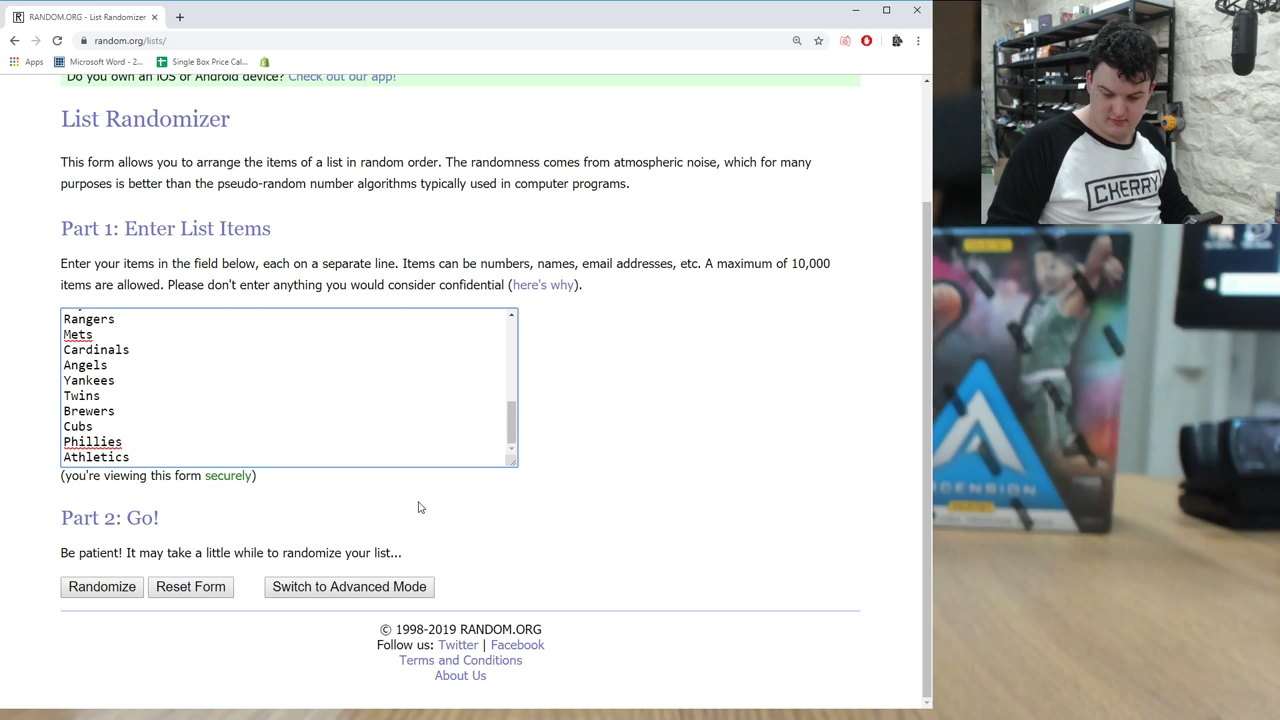 RANDOM.ORG - List Randomizer
random.org/lists/
Apps
Microsoft Word - 2...
Single Box Price Cal...
Do you own an iOS or Android device? Check out our app!
List Randomizer
This form allows you to arrange the items of a list in random order. The randomness comes from atmospheric noise, which for many
purposes is better than the pseudo-random number algorithms typically used in computer programs.
Part 1: Enter List Items
Enter your items in the field below, each on a separate line. Items can be numbers, names, email addresses, etc. A maximum of 10,000
items are allowed. Please don't enter anything you would consider confidential (here's why).
Rangers
Mets
Cardinals
Angels
Yankees
Twins
Brewers
Cubs
Phillies
Athletics
(you're viewing this form securely)
Part 2: Go!
Be patient! It may take a little while to randomize your list...
Randomize
Reset Form
Switch to Advanced Mode
© 1998-2019 RANDOM.ORG
Follow us: Twitter | Facebook
Terms and Conditions
About Us
CHERRY